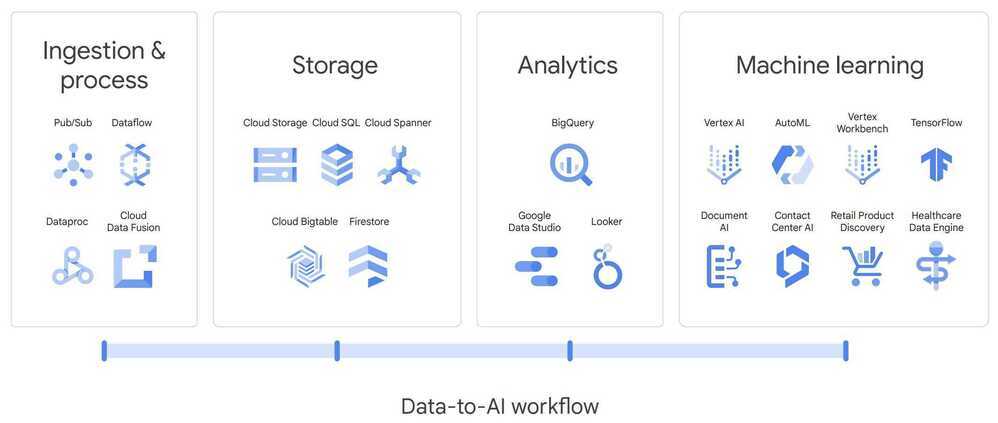 Ingestion &
process
Pub/Sub
Dataflow
Dataproc
Cloud
Data Fusion
Storage
Cloud Storage
Cloud SQL
Cloud Spanner
Cloud Bigtable
Firestore
Analytics
BigQuery
Google
Data Studio
Looker
Machine learning
Vertex AI
AutoML
Vertex
Workbench
TensorFlow
Document
AI
Contact
Center AI
Retail Product
Discovery
Healthcare
Data Engine
Data-to-AI workflow